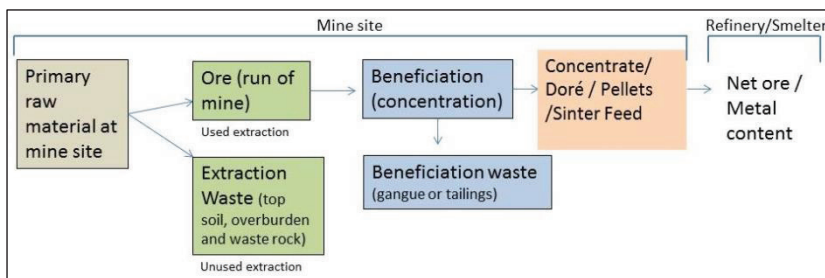 Mine site
Refinery/Smelter
Primary
raw
material at
mine site
Ore (run of
mine)
Used extraction
Extraction
Waste (top
soil, overburden
and waste rock)
Unused extraction
Beneficiation
(concentration)
Beneficiation waste
(gangue or tailings)
Concentrate/
Doré / Pellets
/Sinter Feed
Net ore /
Metal
content